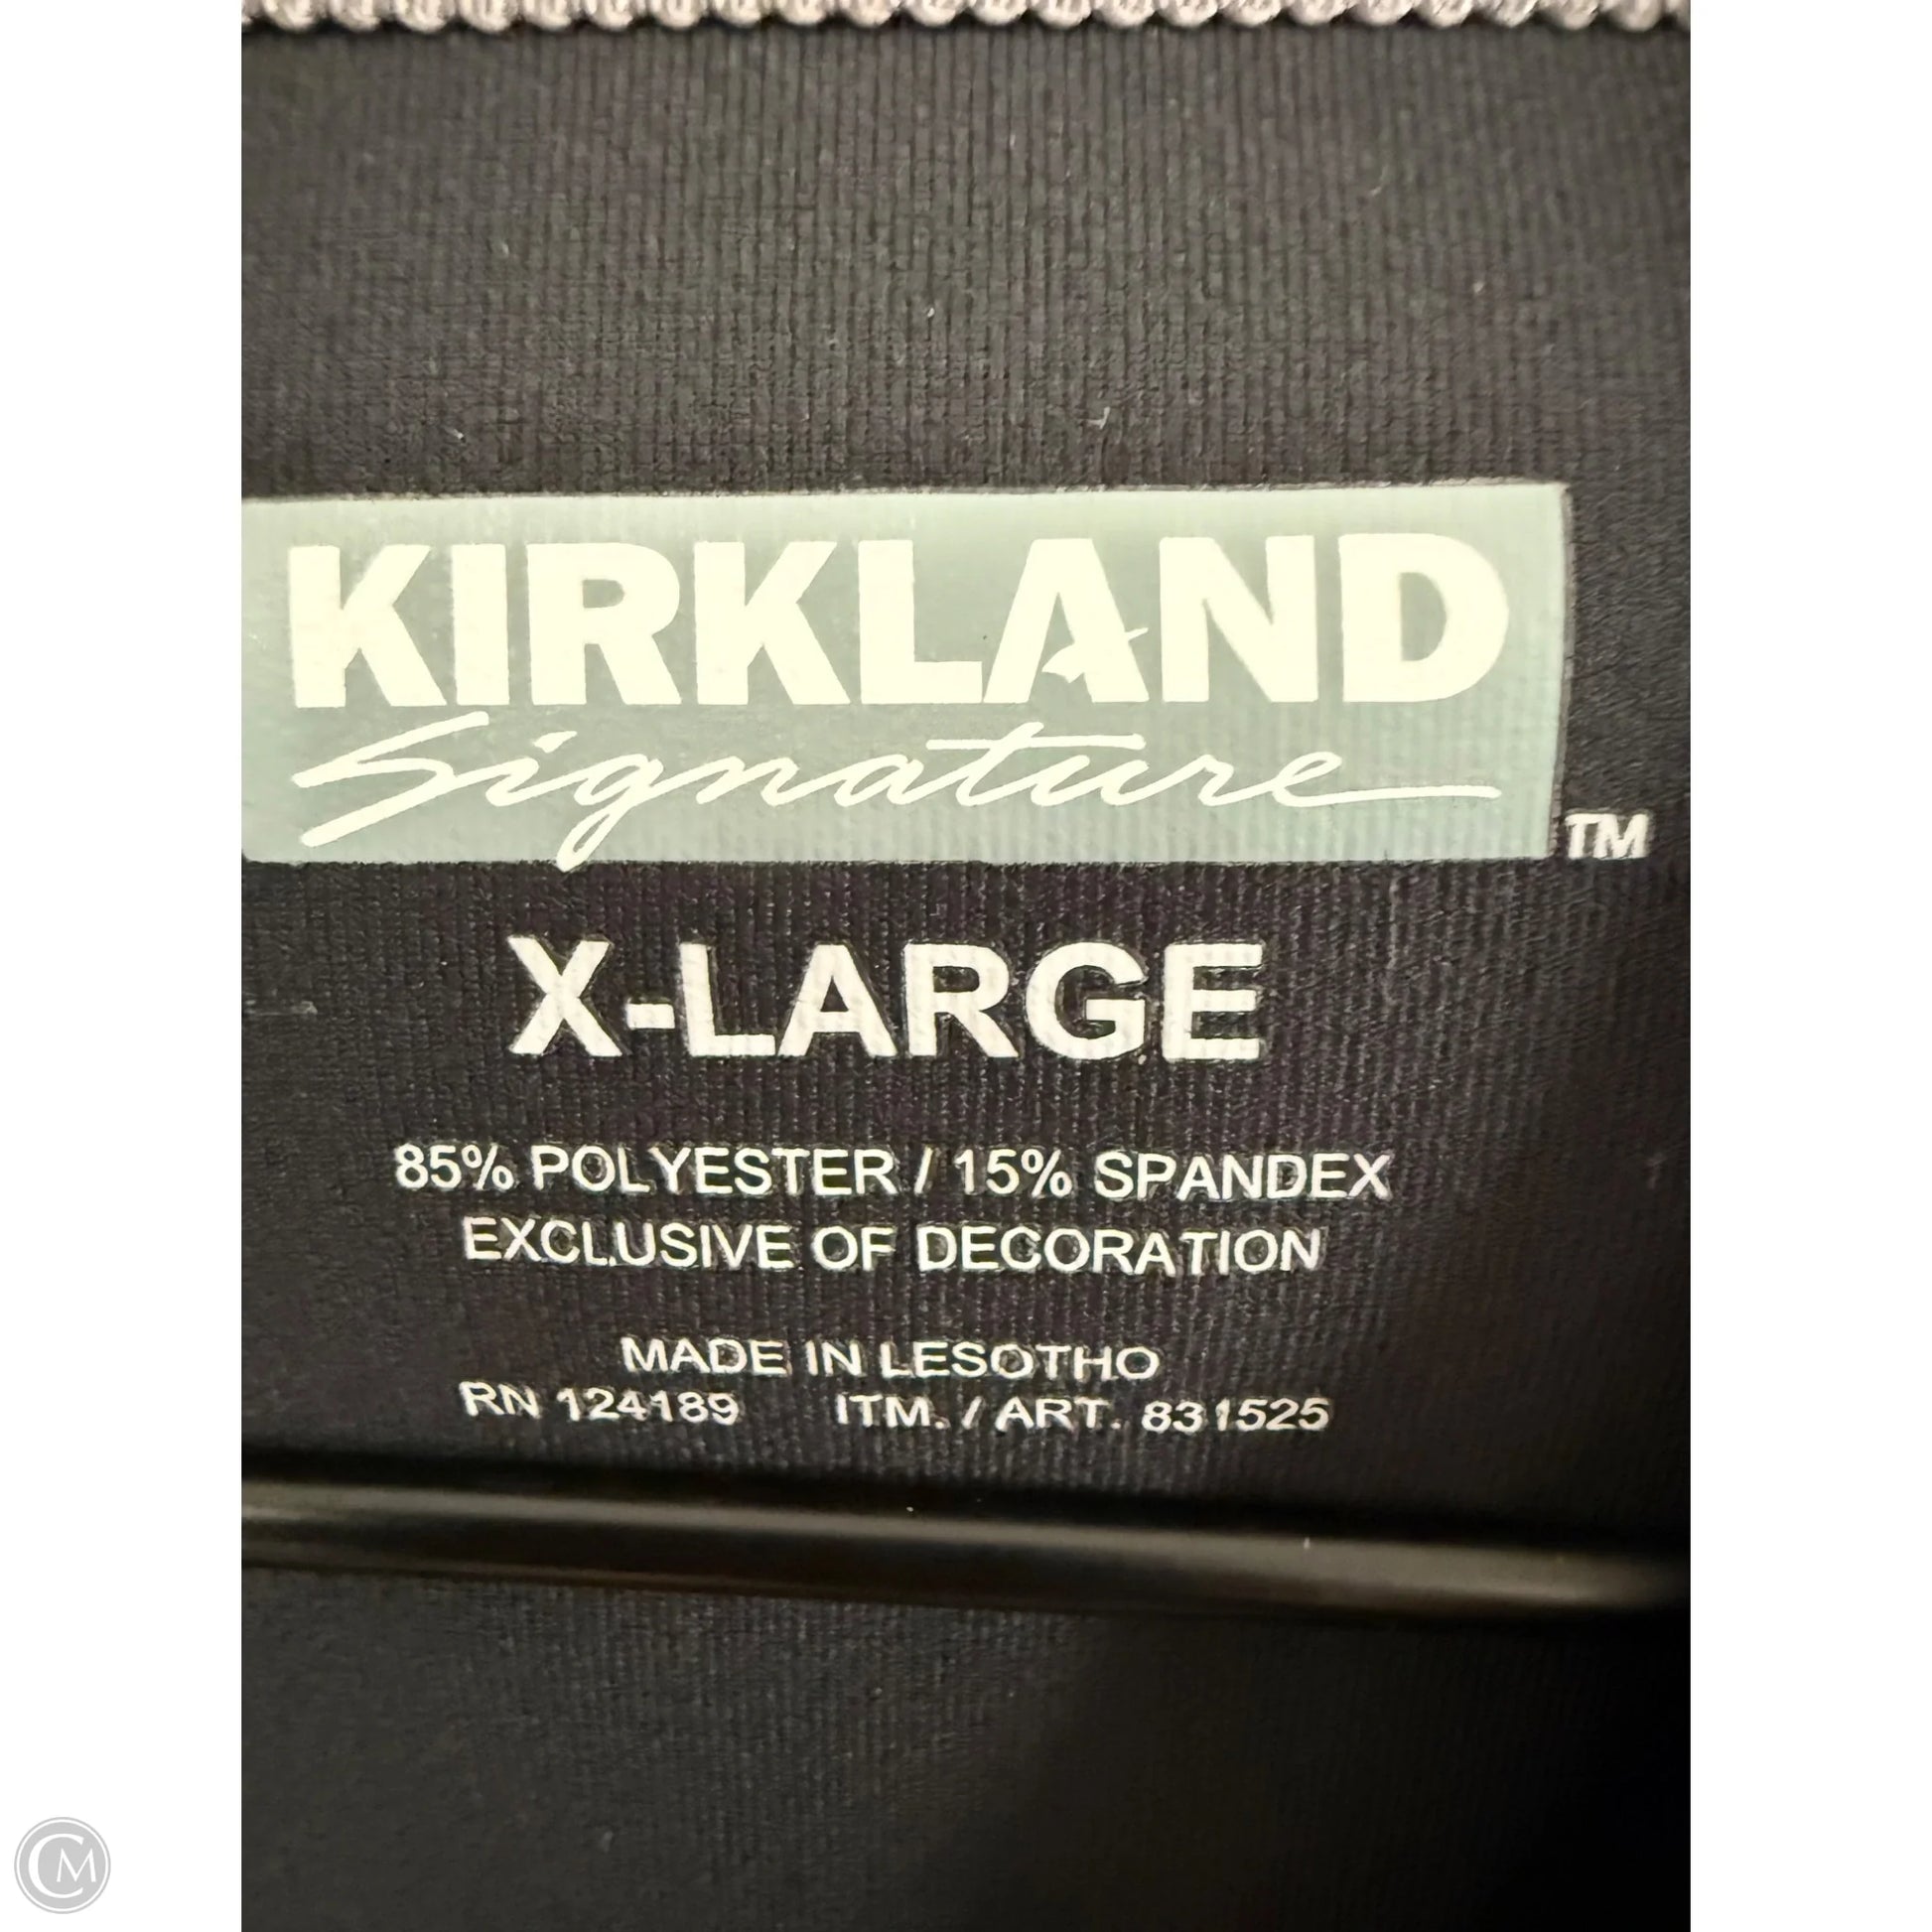 KIRKLAND
Signature
TM
X-LARGE
85% POLYESTER / 15% SPANDEX
EXCLUSIVE OF DECORATION
MADE IN LESOTHO
RN 124189 ITM. / ART. 831525
CM